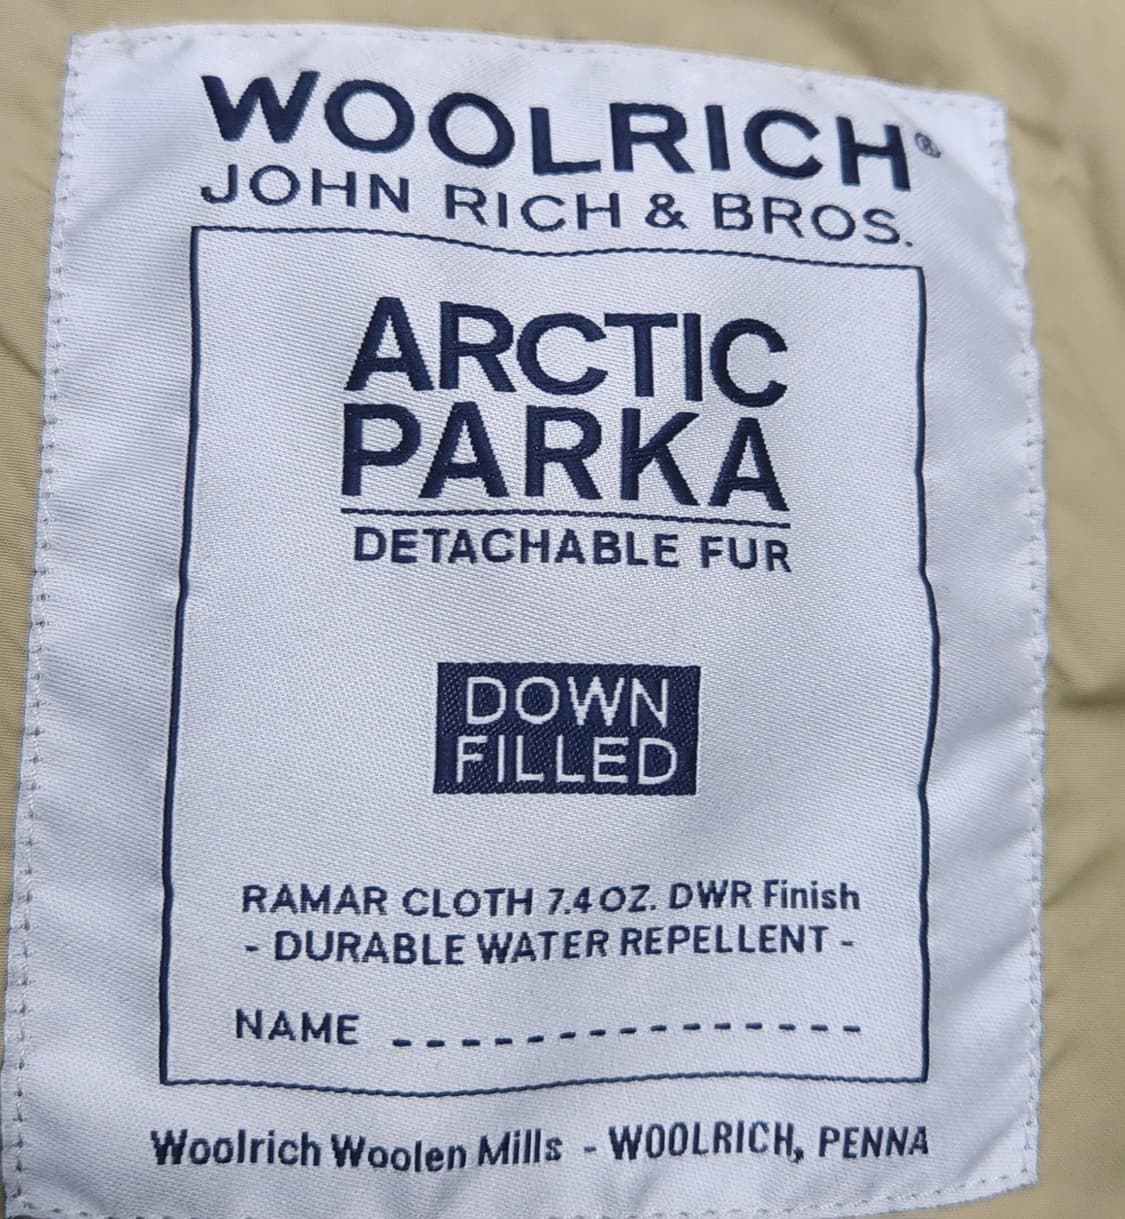 WOOLRICH®
JOHN RICH & BROS.
ARCTIC
PARKA
DETACHABLE FUR
DOWN
FILLED
RAMAR CLOTH 7.4 OZ. DWR Finish
- DURABLE WATER REPELLENT -
NAME ----------------
Woolrich Woolen Mills - WOOLRICH, PENNA